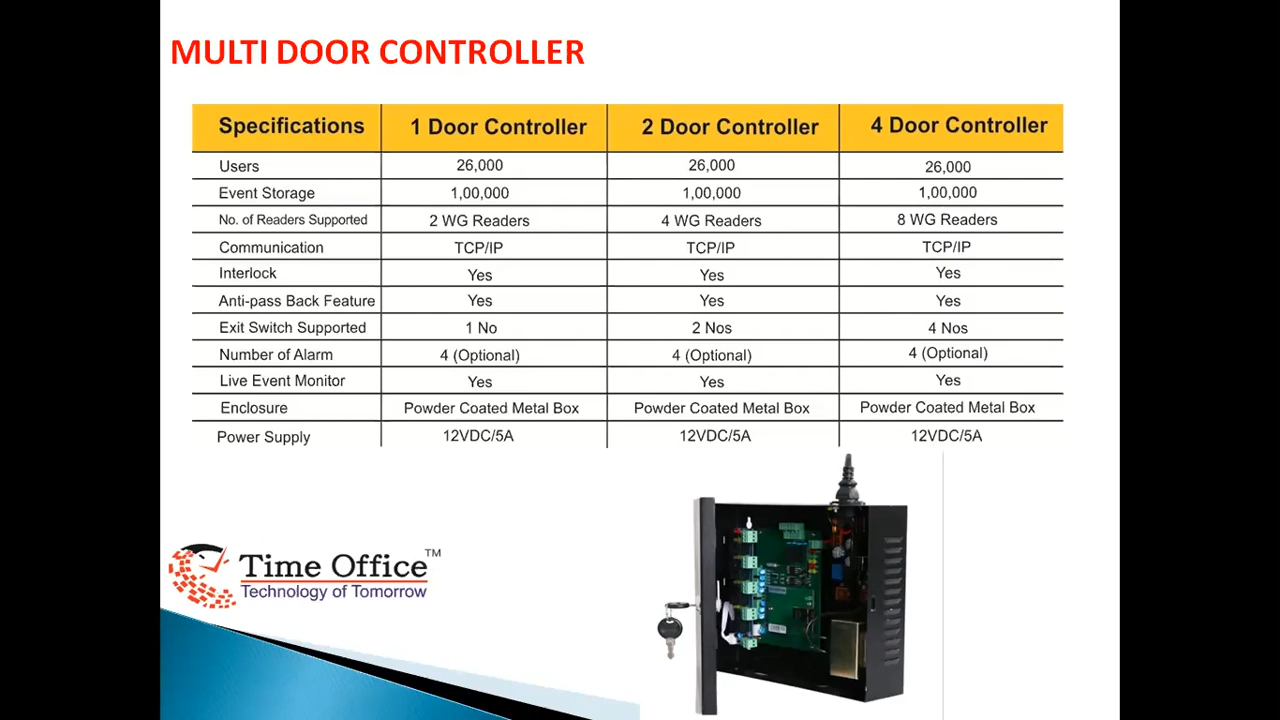 MULTI DOOR CONTROLLER
Specifications 1 Door Controller 2 Door Controller 4 Door Controller
Users 26,000 26,000 26,000
Event Storage 1,00,000 1,00,000 1,00,000
No. of Readers Supported 2 WG Readers 4 WG Readers 8 WG Readers
Communication TCP/IP TCP/IP TCP/IP
Interlock Yes Yes Yes
Anti-pass Back Feature Yes Yes Yes
Exit Switch Supported 1 No 2 Nos 4 Nos
Number of Alarm 4 (Optional) 4 (Optional) 4 (Optional)
Live Event Monitor Yes Yes Yes
Enclosure Powder Coated Metal Box Powder Coated Metal Box Powder Coated Metal Box
Power Supply 12VDC/5A 12VDC/5A 12VDC/5A
Time Office™
Technology of Tomorrow